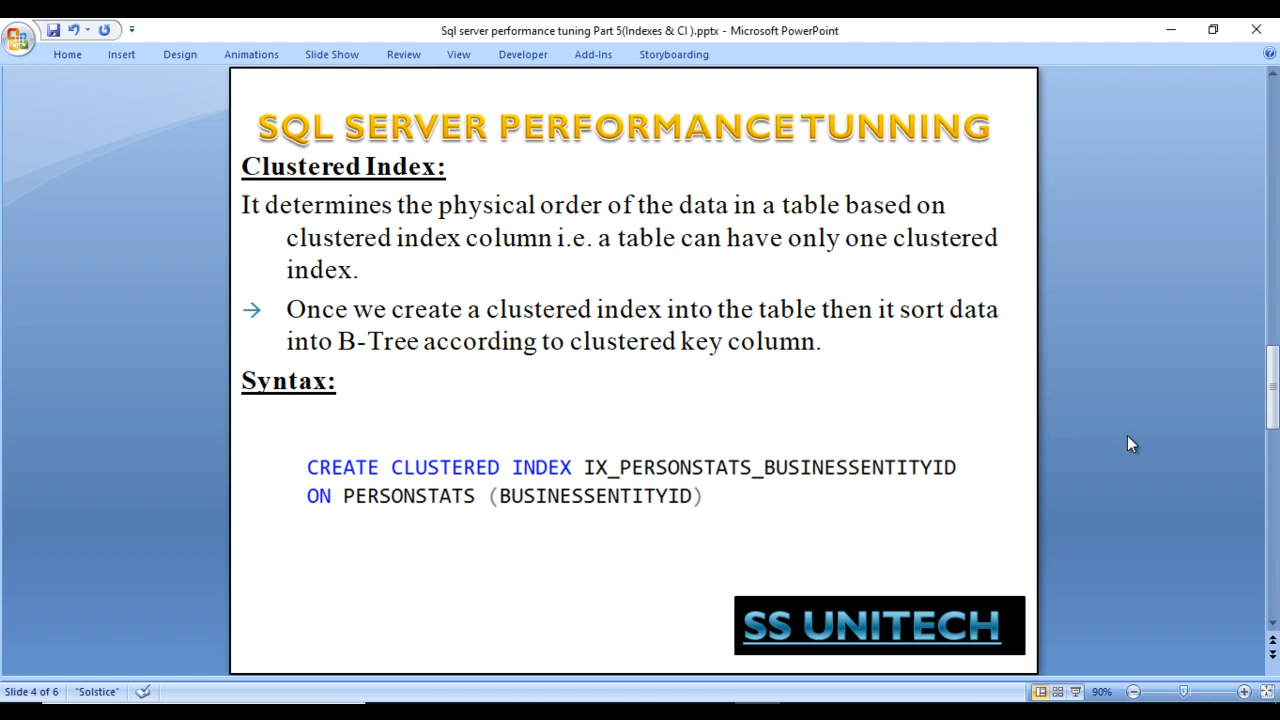 Sql server performance tuning Part 5(Indexes & CI ).pptx - Microsoft PowerPoint
Home Insert Design Animations Slide Show Review View Developer Add-Ins Storyboarding
SQL SERVER PERFORMANCE TUNNING
Clustered Index:
It determines the physical order of the data in a table based on
clustered index column i.e. a table can have only one clustered
index.
→ Once we create a clustered index into the table then it sort data
into B-Tree according to clustered key column.
Syntax:
CREATE CLUSTERED INDEX IX_PERSONSTATS_BUSINESSENTITYID
ON PERSONSTATS (BUSINESSENTITYID)
SS UNITECH
Slide 4 of 6 "Solstice" 90%